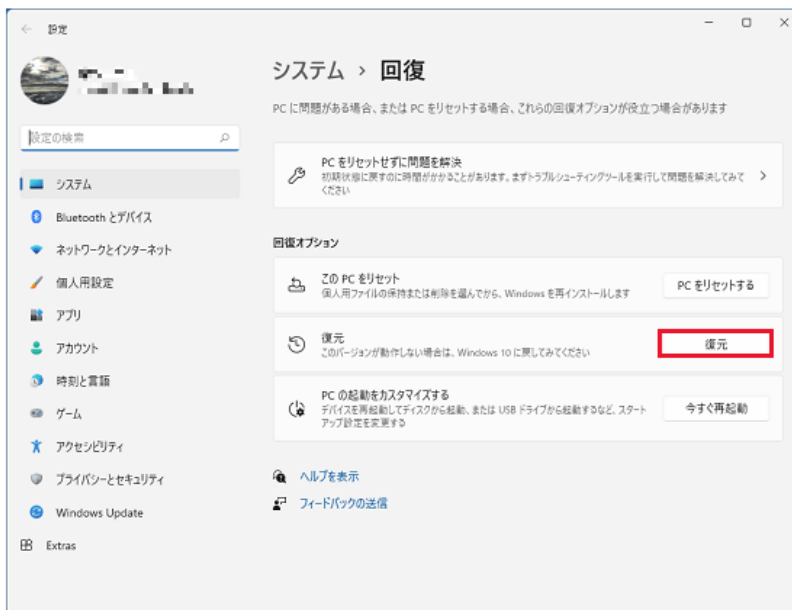 設定
システム › 回復
PC に問題がある場合、または PC をリセットする場合、これらの回復オプションが役立つ場合があります
設定の検索
PC をリセットせずに問題を解決
初期状態に戻すのに時間がかかることがあります。まずトラブルシューティングツールを実行して問題を解決してみて
ください
システム
Bluetooth とデバイス
ネットワークとインターネット
個人用設定
アプリ
アカウント
時刻と言語
ゲーム
アクセシビリティ
プライバシーとセキュリティ
Windows Update
Extras
回復オプション
この PC をリセット
個人用ファイルの保持または削除を選んでから、Windows を再インストールします
PC をリセットする
復元
このバージョンが動作しない場合は、Windows 10 に戻してみてください
復元
PC の起動をカスタマイズする
デバイスを再起動してディスクから起動、または USB ドライブから起動するなど、スタート
アップ設定を変更する
今すぐ再起動
ヘルプを表示
フィードバックの送信